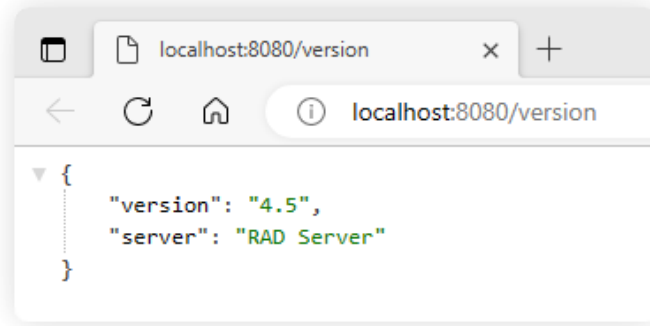 localhost:8080/version
localhost:8080/version
{
"version": "4.5",
"server": "RAD Server"
}